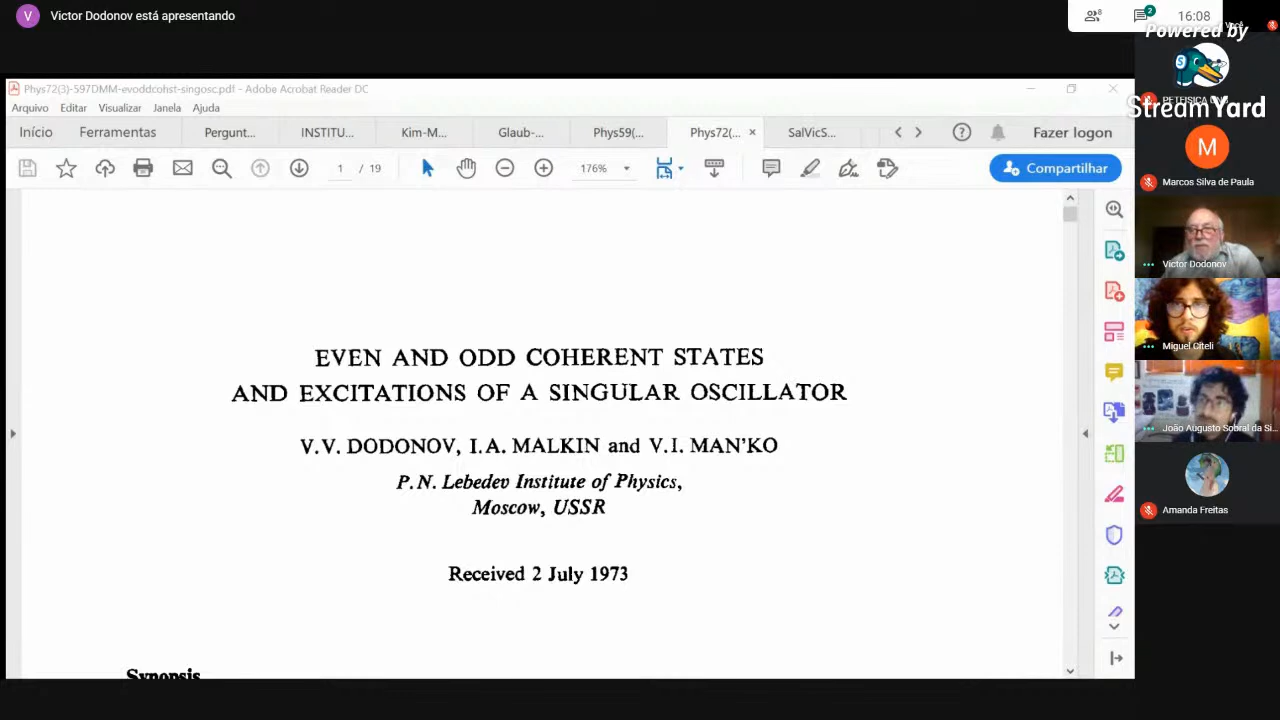 V
Victor Dodonov está apresentando
8
2
16:08
Você
Powered by
StreamYard
Phys72(3)-597DMM-evoddcohst-singosc.pdf - Adobe Acrobat Reader DC
Arquivo Editar Visualizar Janela Ajuda
Início Ferramentas Pergunt... INSTITU... Kim-M... Glaub-... Phys59(... Phys72(... × SalVicS... Fazer logon
1 / 19 176% Compartilhar
EVEN AND ODD COHERENT STATES
AND EXCITATIONS OF A SINGULAR OSCILLATOR
V.V. DODONOV, I.A. MALKIN and V.I. MAN'KO
P.N. Lebedev Institute of Physics,
Moscow, USSR
Received 2 July 1973
Synopsis
S
M
Marcos Silva de Paula
Victor Dodonov
Miguel Citeli
João Augusto Sobral da Si...
Amanda Freitas